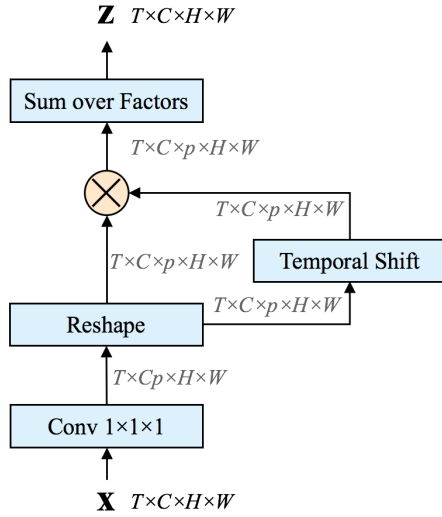 Z T×C×H×W
Sum over Factors
T×C×p×H×W
T×C×p×H×W
T×C×p×H×W
Temporal Shift
T×C×p×H×W
Reshape
T×Cp×H×W
Conv 1×1×1
X T×C×H×W